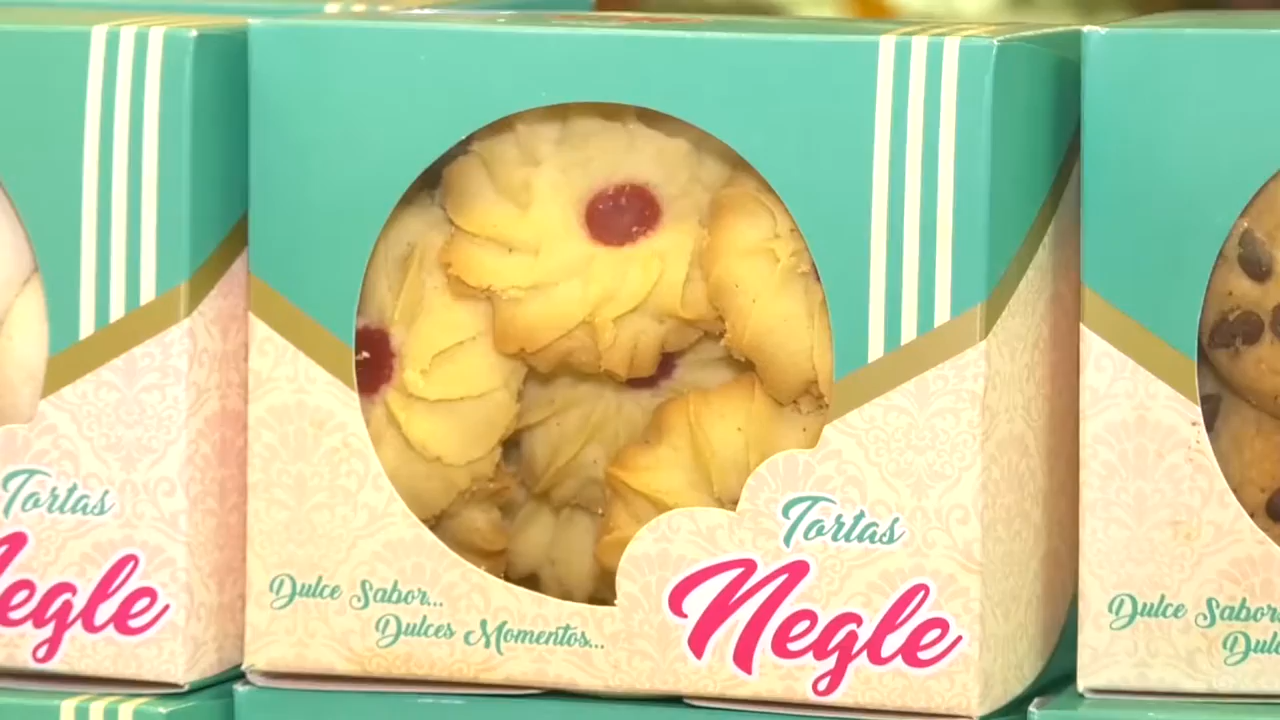 Tortas
egle
Dulce Sabor...
Dulces Momentos...
Tortas
Negle
Dulce Sabor